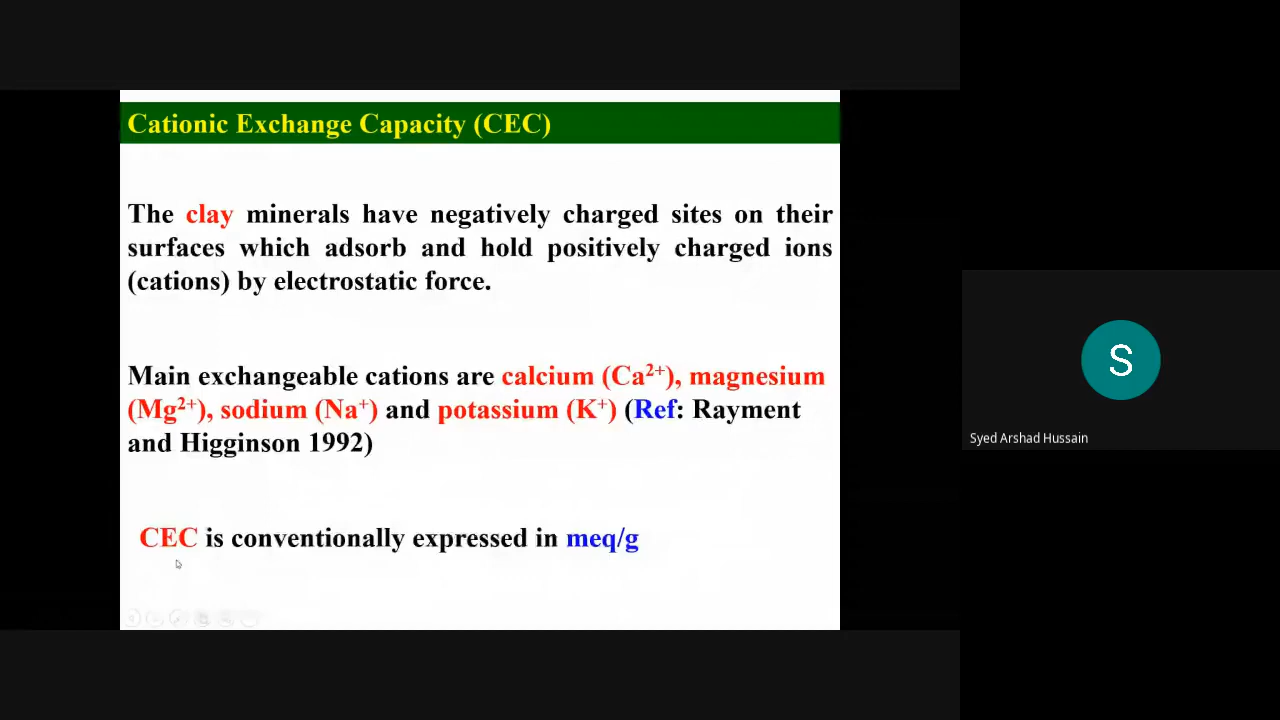 Cationic Exchange Capacity (CEC)
The clay minerals have negatively charged sites on their
surfaces which adsorb and hold positively charged ions
(cations) by electrostatic force.
Main exchangeable cations are calcium (Ca²⁺), magnesium
(Mg²⁺), sodium (Na⁺) and potassium (K⁺) (Ref: Rayment
and Higginson 1992)
CEC is conventionally expressed in meq/g
S
Syed Arshad Hussain